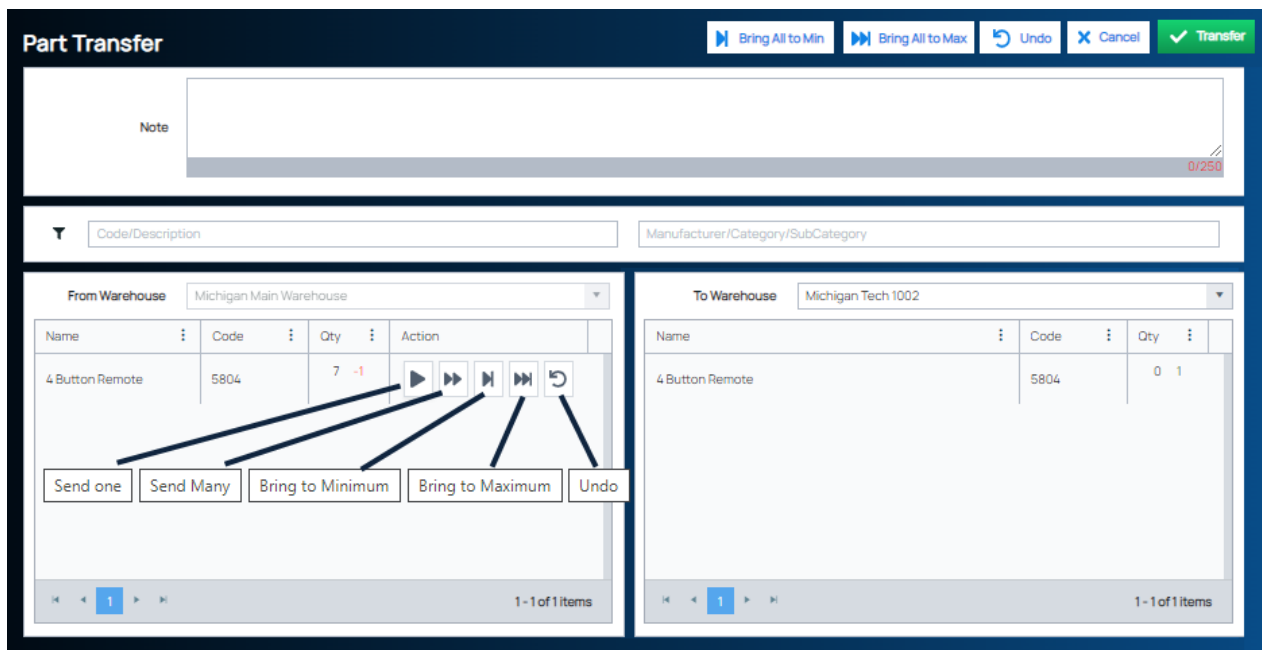 Part Transfer
Bring All to Min
Bring All to Max
Undo
Cancel
Transfer
Note
0/250
Code/Description
Manufacturer/Category/SubCategory
From Warehouse
Michigan Main Warehouse
Name Code Qty Action
4 Button Remote 5804 7 -1
Send one
Send Many
Bring to Minimum
Bring to Maximum
Undo
1
1 - 1 of 1 items
To Warehouse
Michigan Tech 1002
Name Code Qty
4 Button Remote 5804 0 1
1
1 - 1 of 1 items